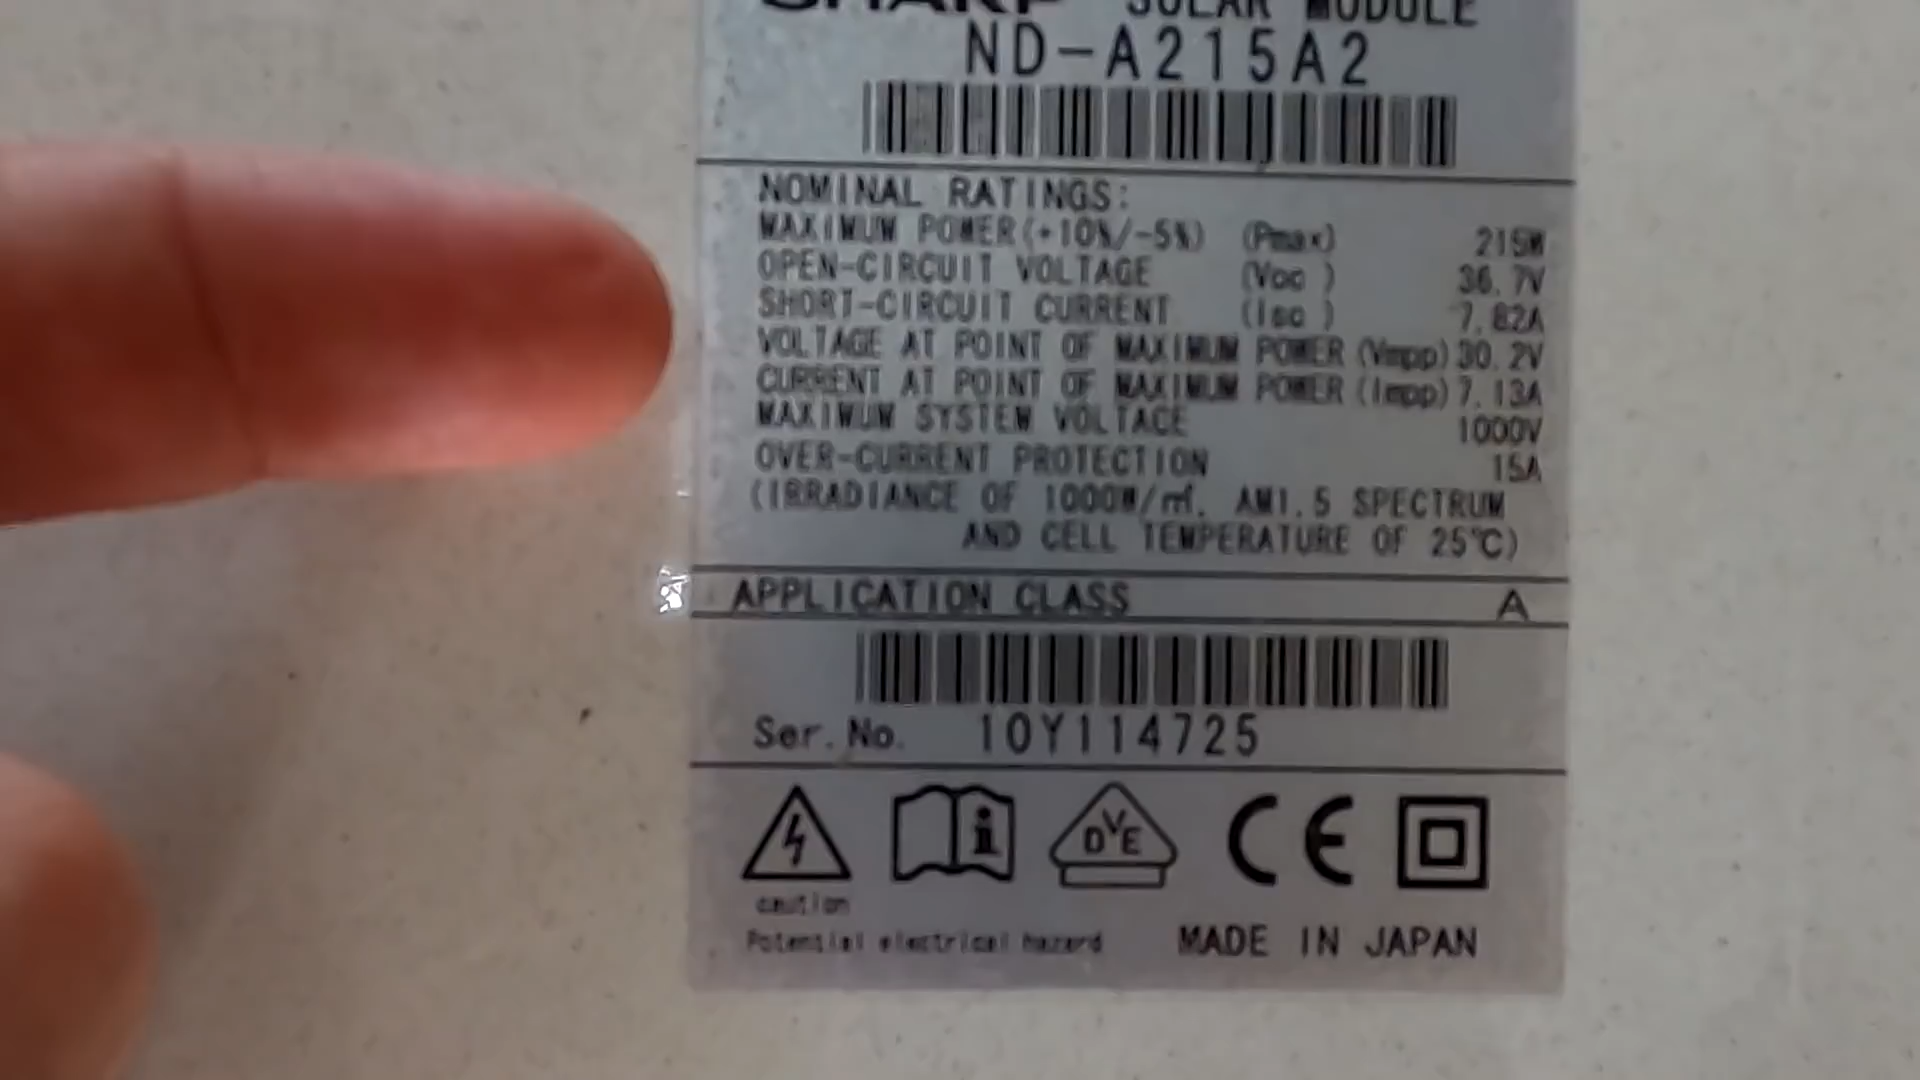 SHARP SOLAR MODULE
ND-A215A2
NOMINAL RATINGS:
MAXIMUM POWER(+10%/-5%) (Pmax) 215W
OPEN-CIRCUIT VOLTAGE (Voc ) 36.7V
SHORT-CIRCUIT CURRENT (Isc ) 7.82A
VOLTAGE AT POINT OF MAXIMUM POWER (Vmpp) 30.2V
CURRENT AT POINT OF MAXIMUM POWER (Impp) 7.13A
MAXIMUM SYSTEM VOLTAGE 1000V
OVER-CURRENT PROTECTION 15A
(IRRADIANCE OF 1000W/㎡. AM1.5 SPECTRUM
AND CELL TEMPERATURE OF 25℃)
APPLICATION CLASS A
Ser.No. 10Y114725
i DVE CE
caution
Potential electrical hazard MADE IN JAPAN